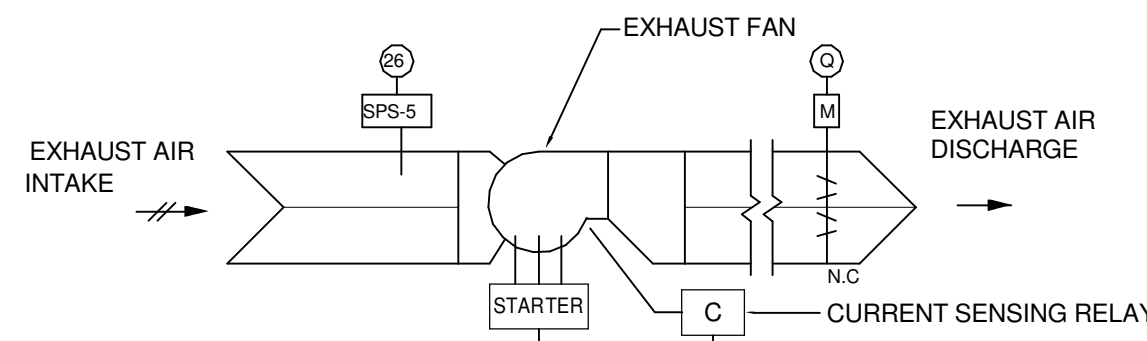 EXHAUST FAN
26
Q
SPS-5
M
EXHAUST AIR
DISCHARGE
EXHAUST AIR
INTAKE
N.C
STARTER
C
CURRENT SENSING RELAY